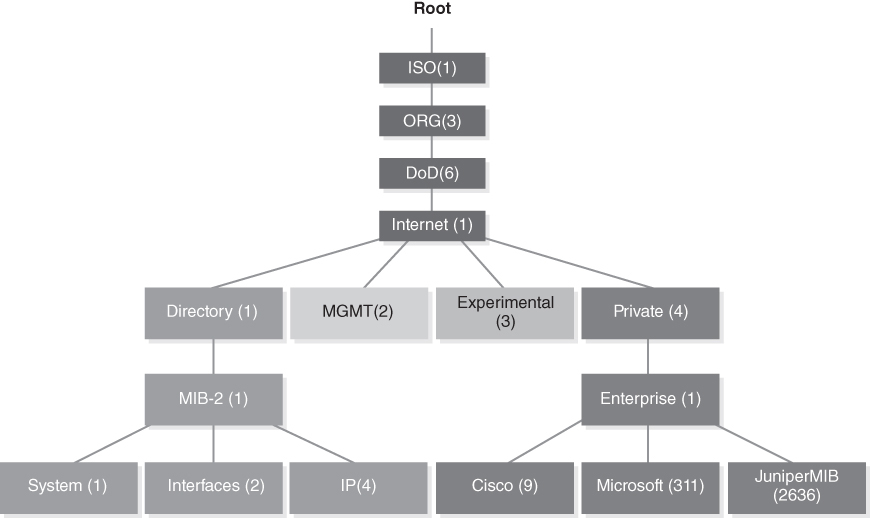 Root
ISO(1)
ORG(3)
DoD(6)
Internet (1)
Directory (1)
MGMT(2)
Experimental
(3)
Private (4)
MIB-2 (1)
Enterprise (1)
System (1)
Interfaces (2)
IP(4)
Cisco (9)
Microsoft (311)
JuniperMIB
(2636)